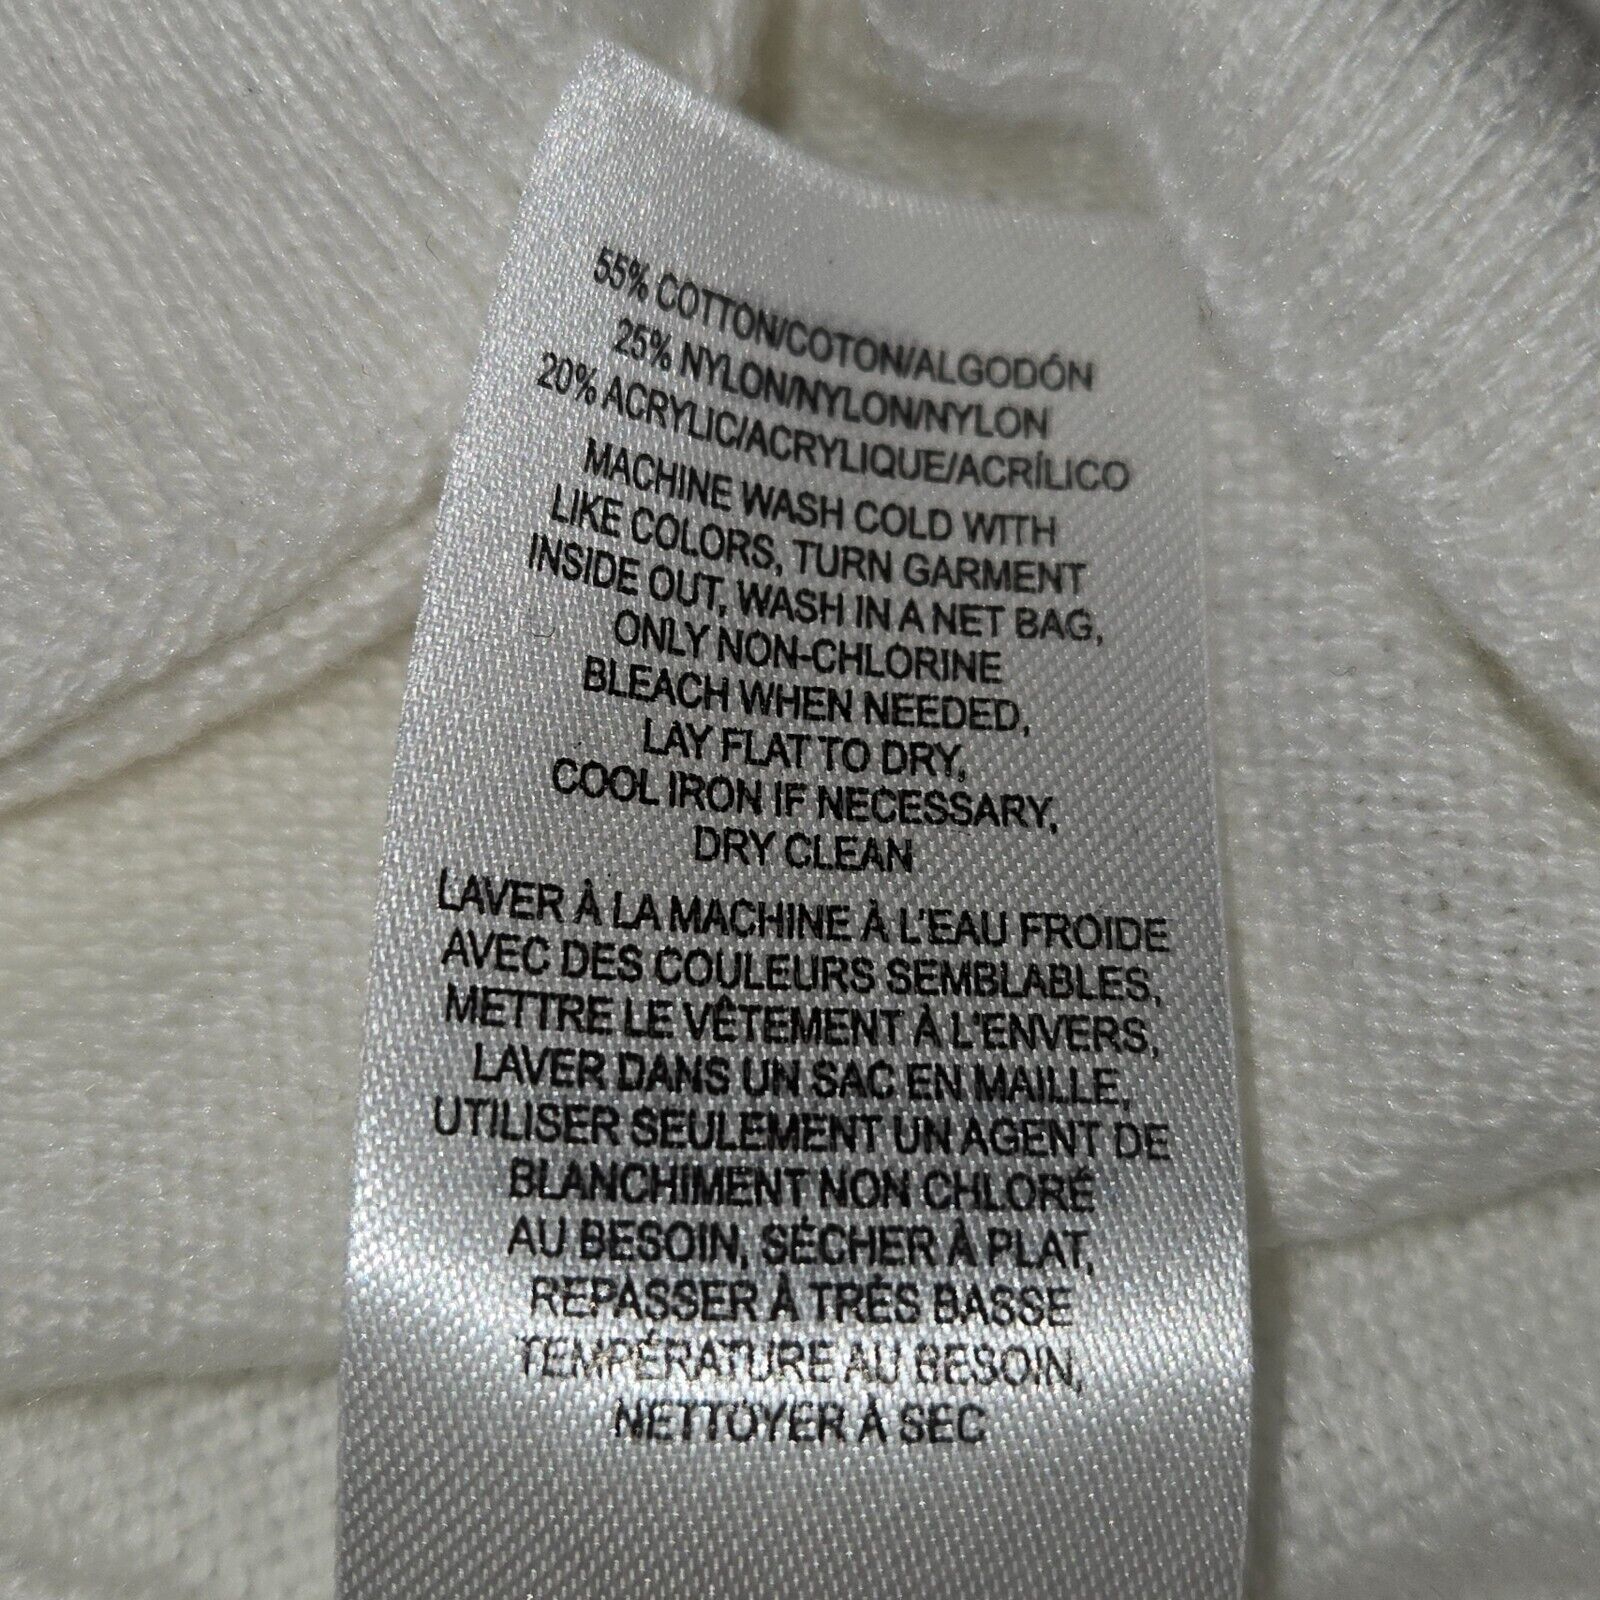 55% COTTON/COTON/ALGODÓN
25% NYLON/NYLON/NYLON
20% ACRYLIC/ACRYLIQUE/ACRÍLICO
MACHINE WASH COLD WITH
LIKE COLORS, TURN GARMENT
INSIDE OUT, WASH IN A NET BAG,
ONLY NON-CHLORINE
BLEACH WHEN NEEDED,
LAY FLAT TO DRY,
COOL IRON IF NECESSARY,
DRY CLEAN
LAVER À LA MACHINE À L'EAU FROIDE
AVEC DES COULEURS SEMBLABLES,
METTRE LE VÊTEMENT À L'ENVERS,
LAVER DANS UN SAC EN MAILLE,
UTILISER SEULEMENT UN AGENT DE
BLANCHIMENT NON CHLORÉ
AU BESOIN, SÉCHER À PLAT,
REPASSER À TRÉS BASSE
TEMPÉRATURE AU BESOIN,
NETTOYER À SEC